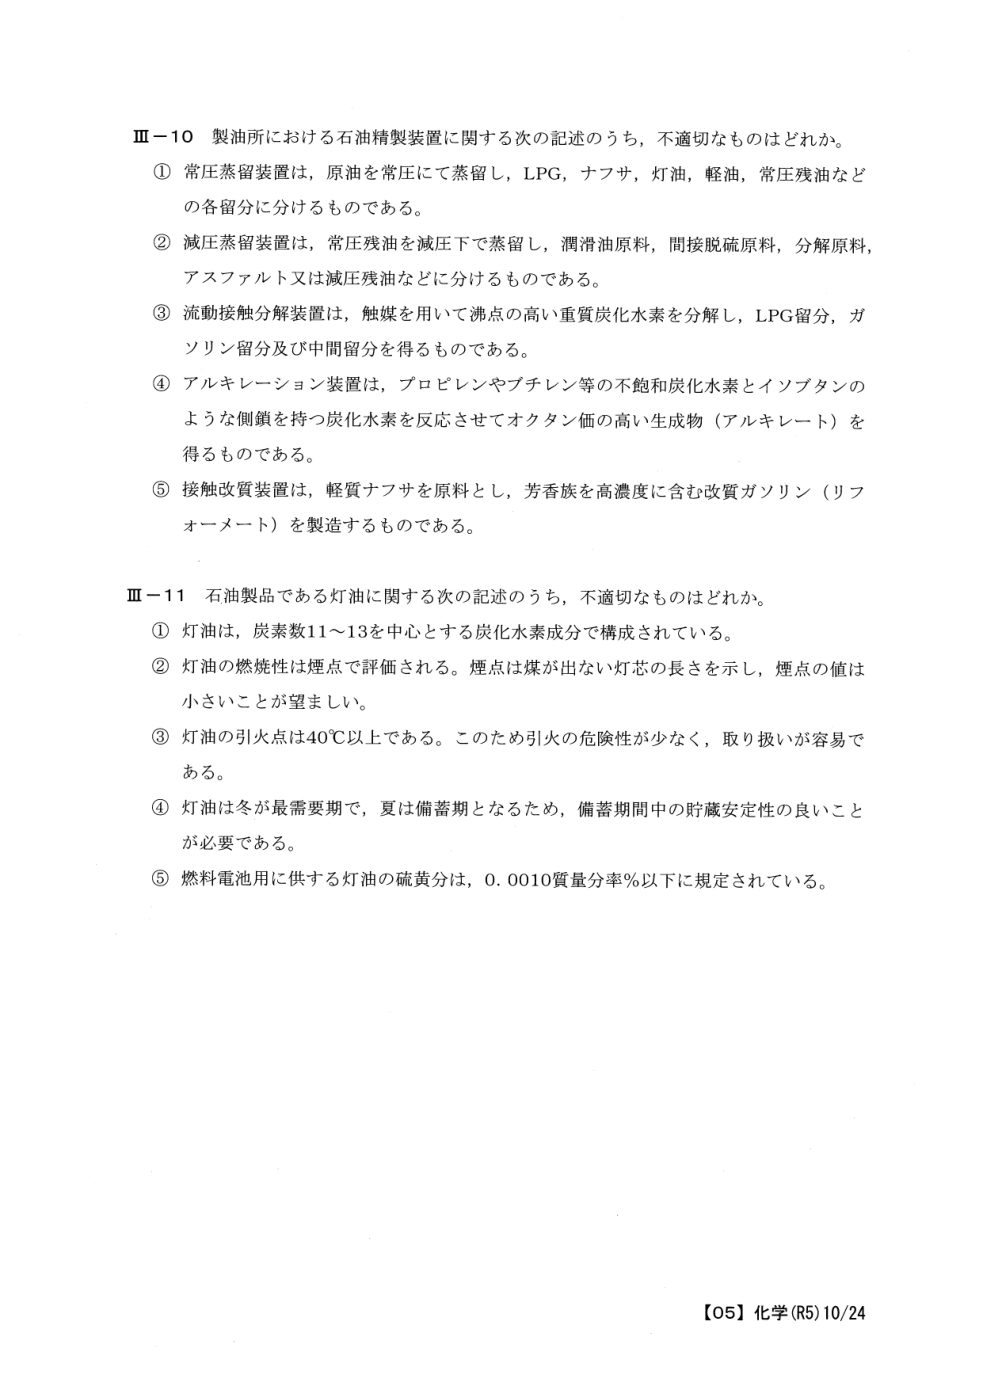 Ⅲ－10　製油所における石油精製装置に関する次の記述のうち，不適切なものはどれか。
① 常圧蒸留装置は，原油を常圧にて蒸留し，LPG，ナフサ，灯油，軽油，常圧残油など
の各留分に分けるものである。
② 減圧蒸留装置は，常圧残油を減圧下で蒸留し，潤滑油原料，間接脱硫原料，分解原料，
アスファルト又は減圧残油などに分けるものである。
③ 流動接触分解装置は，触媒を用いて沸点の高い重質炭化水素を分解し，LPG留分，ガ
ソリン留分及び中間留分を得るものである。
④ アルキレーション装置は，プロピレンやブチレン等の不飽和炭化水素とイソブタンの
ような側鎖を持つ炭化水素を反応させてオクタン価の高い生成物（アルキレート）を
得るものである。
⑤ 接触改質装置は，軽質ナフサを原料とし，芳香族を高濃度に含む改質ガソリン（リフ
ォーメート）を製造するものである。
Ⅲ－11　石油製品である灯油に関する次の記述のうち，不適切なものはどれか。
① 灯油は，炭素数11～13を中心とする炭化水素成分で構成されている。
② 灯油の燃焼性は煙点で評価される。煙点は煤が出ない灯芯の長さを示し，煙点の値は
小さいことが望ましい。
③ 灯油の引火点は40℃以上である。このため引火の危険性が少なく，取り扱いが容易で
ある。
④ 灯油は冬が最需要期で，夏は備蓄期となるため，備蓄期間中の貯蔵安定性の良いこと
が必要である。
⑤ 燃料電池用に供する灯油の硫黄分は，0.0010質量分率％以下に規定されている。
【05】化学(R5)10/24